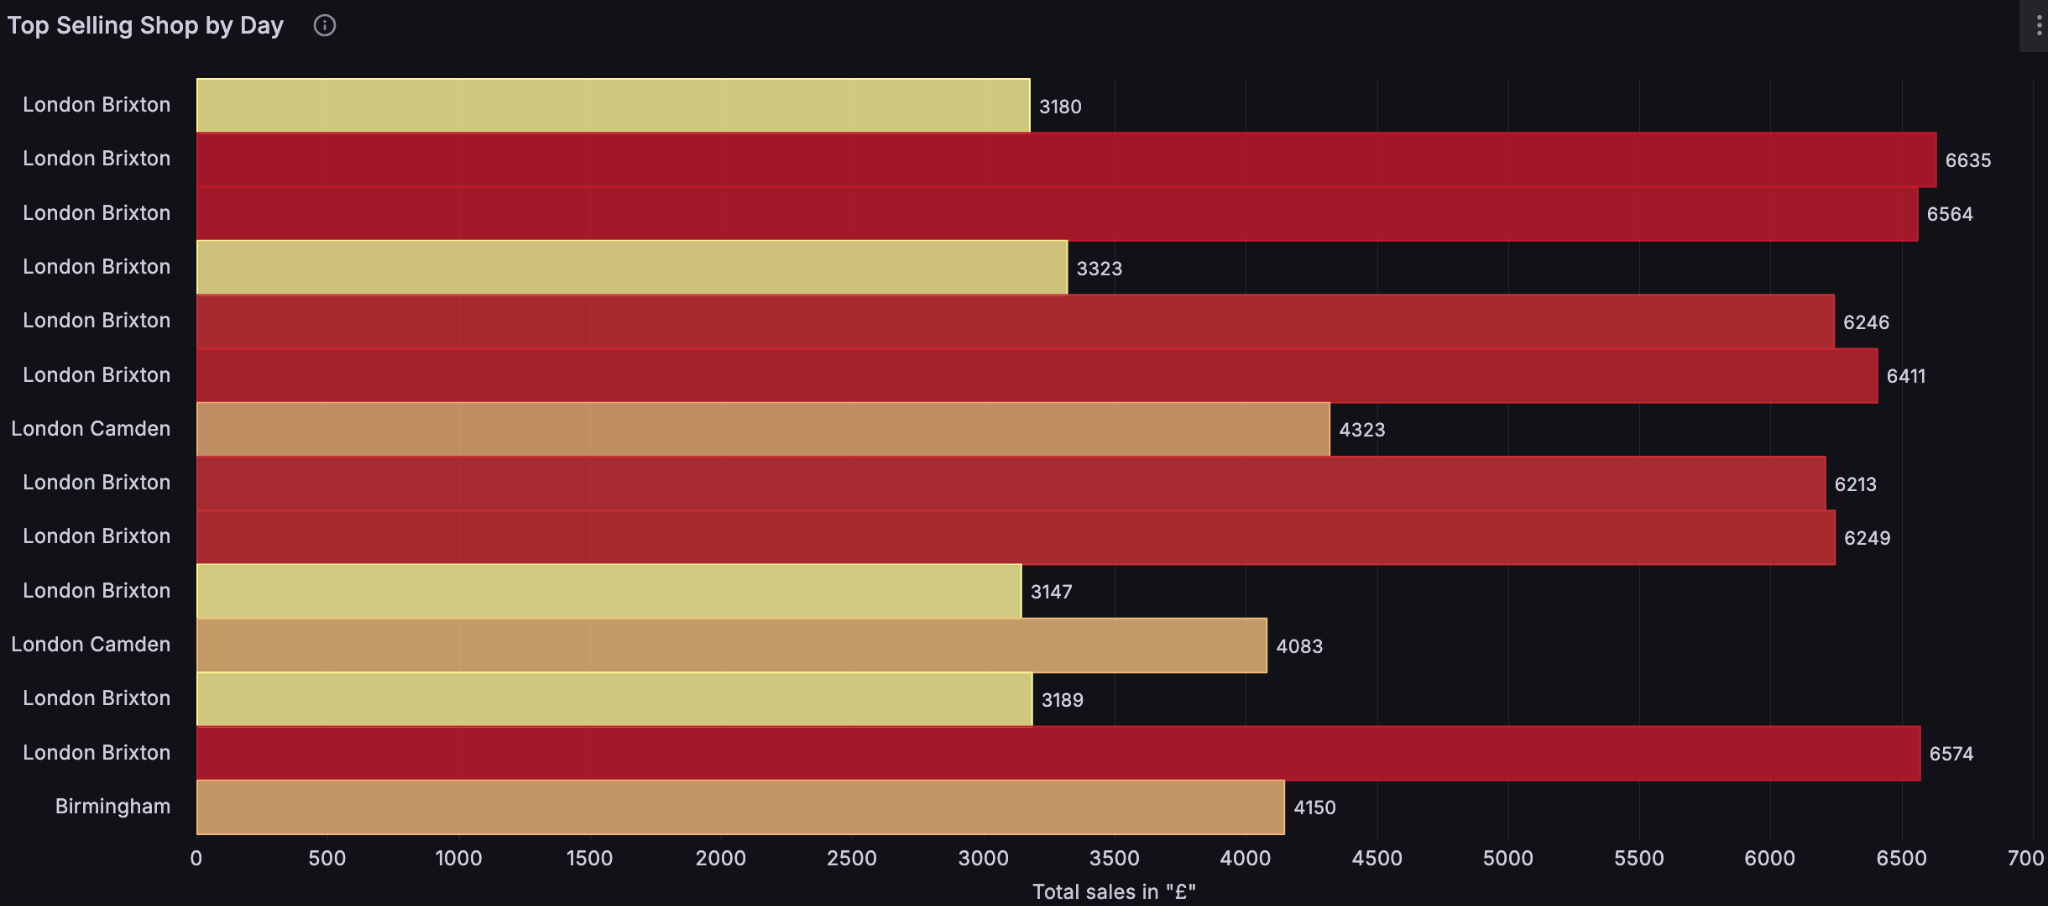 Top Selling Shop by Day
London Brixton 3180
London Brixton 6635
London Brixton 6564
London Brixton 3323
London Brixton 6246
London Brixton 6411
London Camden 4323
London Brixton 6213
London Brixton 6249
London Brixton 3147
London Camden 4083
London Brixton 3189
London Brixton 6574
Birmingham 4150
0 500 1000 1500 2000 2500 3000 3500 4000 4500 5000 5500 6000 6500 700
Total sales in "£"